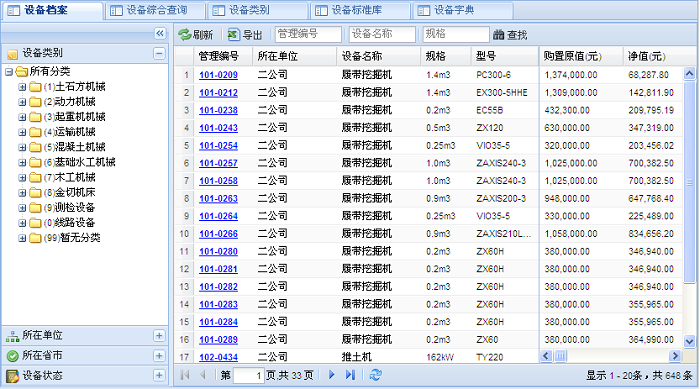 设备档案 设备综合查询 设备类别 设备标准库 设备字典
刷新 导出 管理编号 设备名称 规格 查找
设备类别
所有分类
(1)土石方机械
(2)动力机械
(3)起重机机械
(4)运输机械
(5)混凝土机械
(6)基础水工机械
(7)木工机械
(8)金切机床
(9)测检设备
(0)线路设备
(99)暂无分类
所在单位
所在省市
设备状态
管理编号 所在单位 设备名称 规格 型号 购置原值(元) 净值(元)
1 101-0209 二公司 履带挖掘机 1.4m3 PC300-6 1,374,000.00 68,287.80
2 101-0212 二公司 履带挖掘机 1.4m3 EX300-5HHE 1,309,000.00 142,811.90
3 101-0238 二公司 履带挖掘机 0.2m3 EC55B 432,300.00 209,795.19
4 101-0243 二公司 履带挖掘机 0.5m3 ZX120 630,000.00 347,319.00
5 101-0254 二公司 履带挖掘机 0.25m3 VIO35-5 320,000.00 203,456.02
6 101-0257 二公司 履带挖掘机 1.0m3 ZAXIS240-3 1,025,000.00 700,382.50
7 101-0258 二公司 履带挖掘机 1.0m3 ZAXIS240-3 1,025,000.00 700,382.50
8 101-0263 二公司 履带挖掘机 0.9m3 ZAXIS200-3 948,000.00 647,768.40
9 101-0264 二公司 履带挖掘机 0.25m3 VIO35-5 330,000.00 225,489.00
10 101-0266 二公司 履带挖掘机 0.9m3 ZAXIS210L... 1,058,000.00 834,656.20
11 101-0280 二公司 履带挖掘机 0.2m3 ZX60H 380,000.00 346,940.00
12 101-0281 二公司 履带挖掘机 0.2m3 ZX60H 380,000.00 346,940.00
13 101-0282 二公司 履带挖掘机 0.2m3 ZX60H 380,000.00 346,940.00
14 101-0283 二公司 履带挖掘机 0.2m3 ZX60H 380,000.00 355,965.00
15 101-0284 二公司 履带挖掘机 0.2m3 ZX60H 380,000.00 355,965.00
16 101-0289 二公司 履带挖掘机 0.2m3 ZX60 380,000.00 364,990.00
17 102-0434 二公司 推土机 162kW TY220
第 1 页,共 33 页 显示 1 - 20条，共 648 条